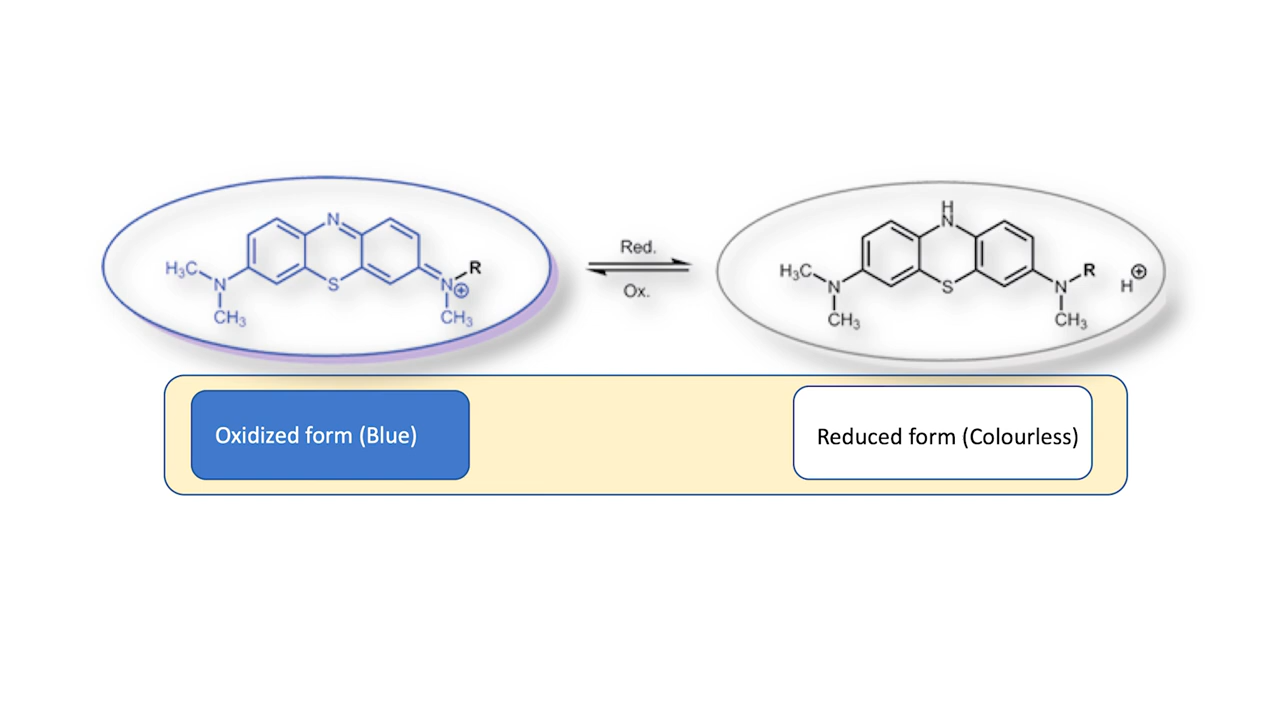 N
H₃C
N
CH₃
S
N
⊕
R
CH₃
Red.
Ox.
H
N
H₃C
N
CH₃
S
N
R
CH₃
H⊕
Oxidized form (Blue)
Reduced form (Colourless)